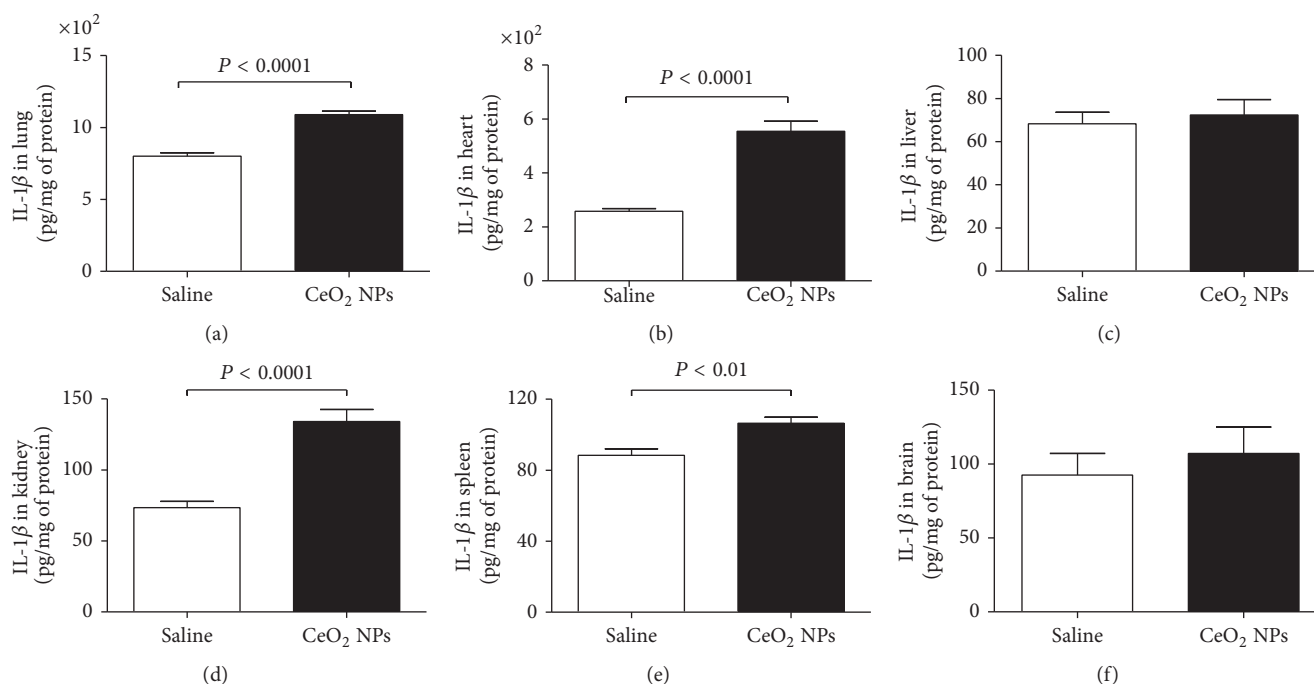 ×10²
15
10
5
0
IL-1β in lung
(pg/mg of protein)
P < 0.0001
Saline
CeO₂ NPs
(a)
×10²
8
6
4
2
0
IL-1β in heart
(pg/mg of protein)
P < 0.0001
Saline
CeO₂ NPs
(b)
100
80
60
40
20
0
IL-1β in liver
(pg/mg of protein)
Saline
CeO₂ NPs
(c)
150
100
50
0
IL-1β in kidney
(pg/mg of protein)
P < 0.0001
Saline
CeO₂ NPs
(d)
120
80
40
0
IL-1β in spleen
(pg/mg of protein)
P < 0.01
Saline
CeO₂ NPs
(e)
150
100
50
0
IL-1β in brain
(pg/mg of protein)
Saline
CeO₂ NPs
(f)